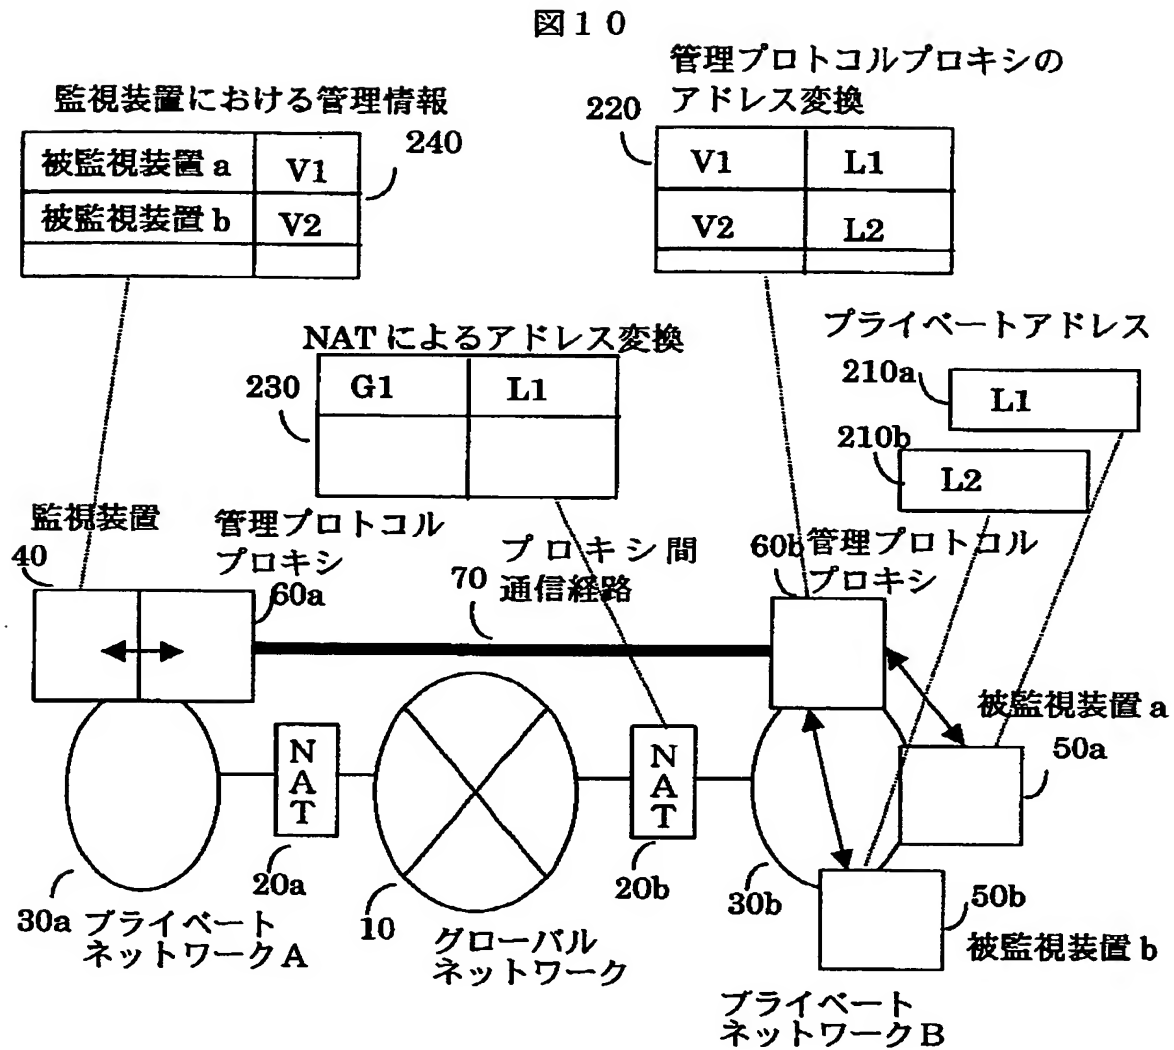 図１０
管理プロトコルプロキシの
アドレス変換
監視装置における管理情報
220
240
被監視装置 a
V1
被監視装置 b
V2
V1
L1
V2
L2
プライベートアドレス
NAT によるアドレス変換
210a
L1
230
G1
L1
210b
L2
監視装置
40
管理プロトコル
プロキシ
60a
プロキシ間
通信経路
70
60b
管理プロトコル
プロキシ
被監視装置 a
50a
NAT
NAT
20a
20b
30a
プライベート
ネットワークA
10
グローバル
ネットワーク
30b
50b
被監視装置 b
プライベート
ネットワークB